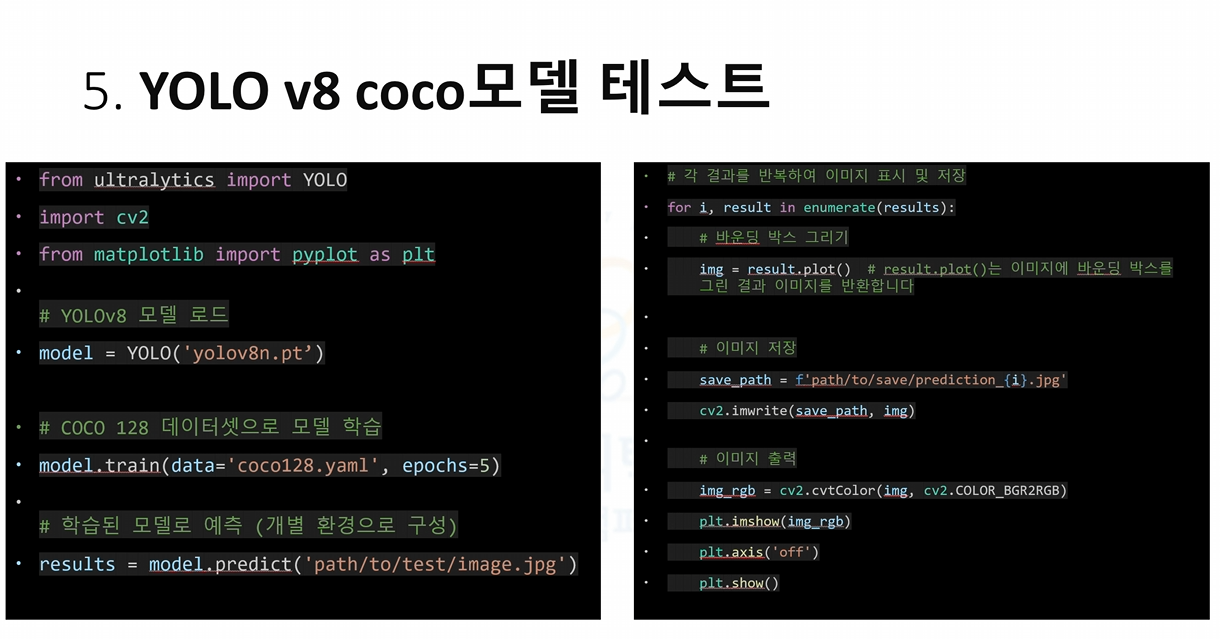 5. YOLO v8 coco모델 테스트
from ultralytics import YOLO
import cv2
from matplotlib import pyplot as plt
# YOLOv8 모델 로드
model = YOLO('yolov8n.pt’)
# COCO 128 데이터셋으로 모델 학습
model.train(data='coco128.yaml', epochs=5)
# 학습된 모델로 예측 (개별 환경으로 구성)
results = model.predict('path/to/test/image.jpg')
# 각 결과를 반복하여 이미지 표시 및 저장
for i, result in enumerate(results):
# 바운딩 박스 그리기
img = result.plot()  # result.plot()는 이미지에 바운딩 박스를
그린 결과 이미지를 반환합니다
# 이미지 저장
save_path = f'path/to/save/prediction_{i}.jpg'
cv2.imwrite(save_path, img)
# 이미지 출력
img_rgb = cv2.cvtColor(img, cv2.COLOR_BGR2RGB)
plt.imshow(img_rgb)
plt.axis('off')
plt.show()